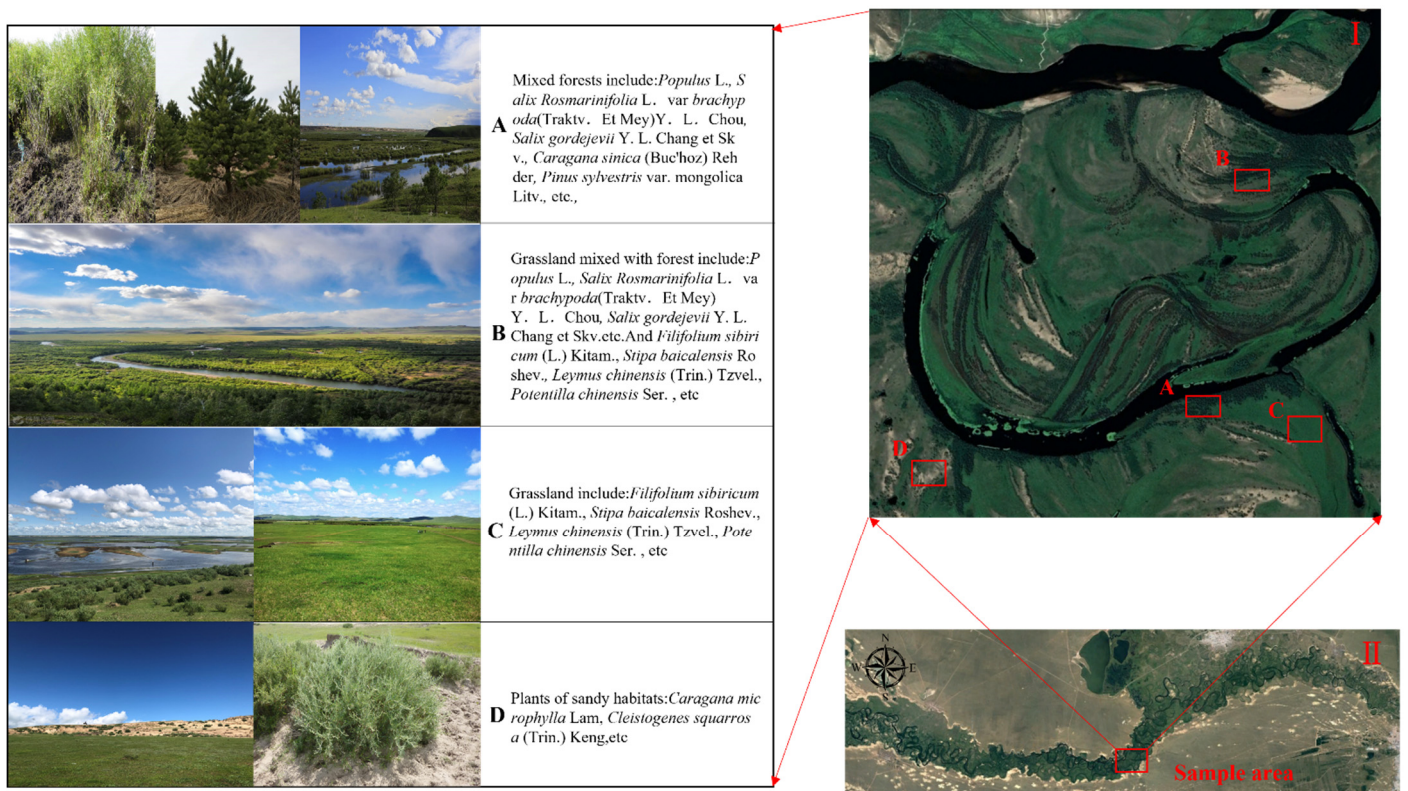 A
Mixed forests include:Populus L., S
alix Rosmarinifolia L. var brachyp
oda(Traktv. Et Mey)Y. L. Chou,
Salix gordejevii Y. L. Chang et Sk
v., Caragana sinica (Buc'hoz) Reh
der, Pinus sylvestris var. mongolica
Litv., etc.,
B
Grassland mixed with forest include:P
opulus L., Salix Rosmarinifolia L. va
r brachypoda(Traktv. Et Mey)
Y. L. Chou, Salix gordejevii Y. L.
Chang et Skv.etc.And Filifolium sibiri
cum (L.) Kitam., Stipa baicalensis Ro
shev., Leymus chinensis (Trin.) Tzvel.,
Potentilla chinensis Ser. , etc
C
Grassland include:Filifolium sibiricum
(L.) Kitam., Stipa baicalensis Roshev.,
Leymus chinensis (Trin.) Tzvel., Pote
ntilla chinensis Ser. , etc
D
Plants of sandy habitats:Caragana mic
rophylla Lam, Cleistogenes squarros
a (Trin.) Keng,etc
I
B
A
C
D
II
N
W
E
S
Sample area